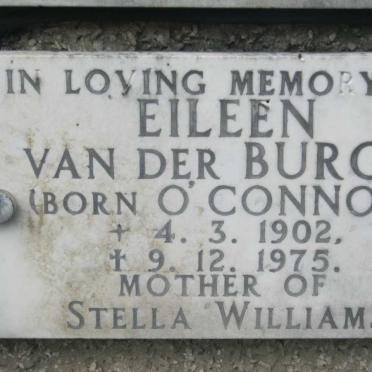 IN LOVING MEMORY
EILEEN
VAN DER BURG
(BORN O'CONNO
† 4. 3. 1902.
† 9. 12. 1975.
MOTHER OF
STELLA WILLIAM